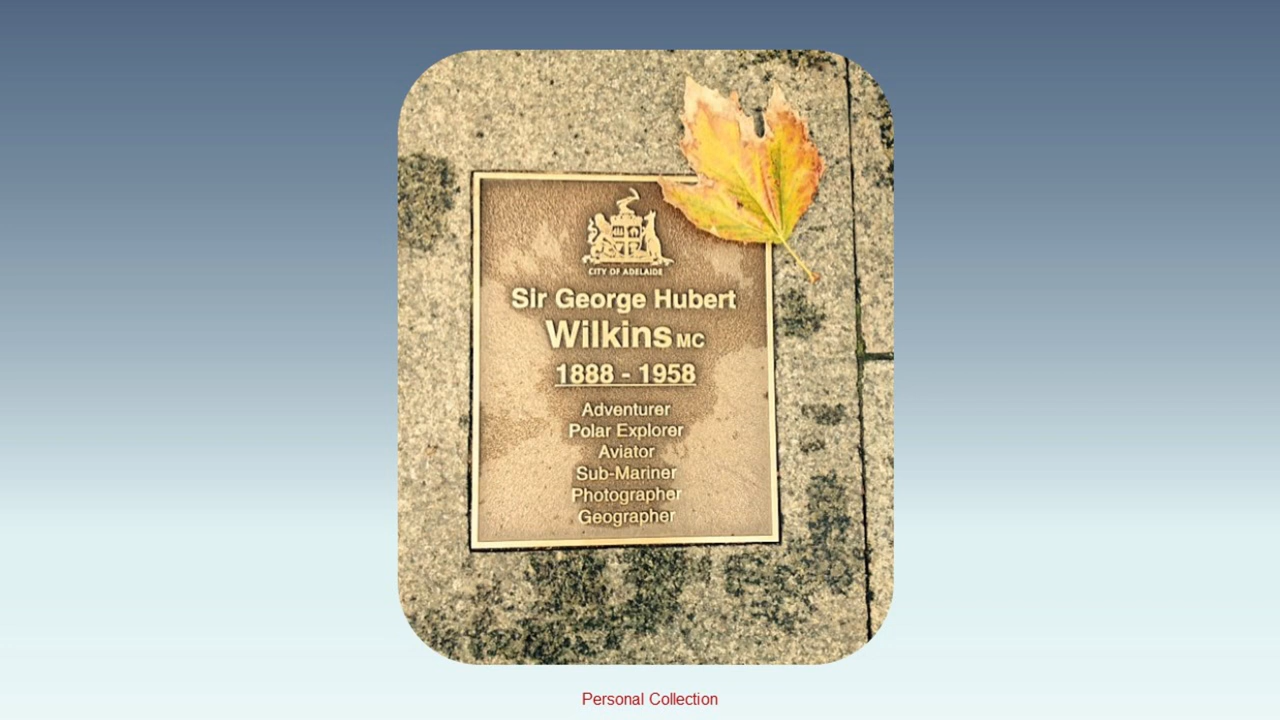 CITY OF ADELAIDE
Sir George Hubert
Wilkins MC
1888 - 1958
Adventurer
Polar Explorer
Aviator
Sub-Mariner
Photographer
Geographer
Personal Collection